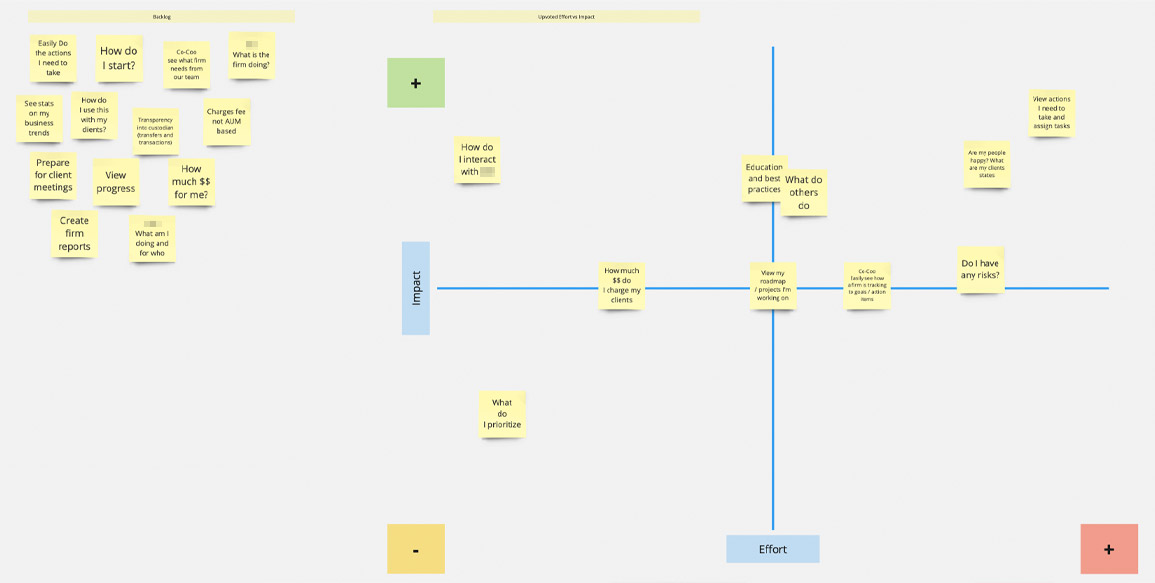 Backlog
Upvoted Effort vs Impact
Easily Do
the actions
I need to
take
How do
I start?
Co-Coo
see what firm
needs from
our team
What is the
firm doing?
See stats
on my
business
trends
How do
I use this
with my
clients?
Transparency
into custodian
(transfers and
transactions)
Charges fee
not AUM
based
Prepare
for client
meetings
View
progress
How
much $$
for me?
Create
firm
reports
What am I
doing and
for who
+
How do
I interact
with
Education
and best
practices
What do
others
do
Are my people
happy? What
are my clients
states
View actions
I need to
take and
assign tasks
Impact
How much
$$ do
I charge my
clients
View my
roadmap
/ projects I'm
working on
Co-Coo
Easily see how
a firm is tracking
to goals / action
items
Do I have
any risks?
What
do
I prioritize
-
Effort
+